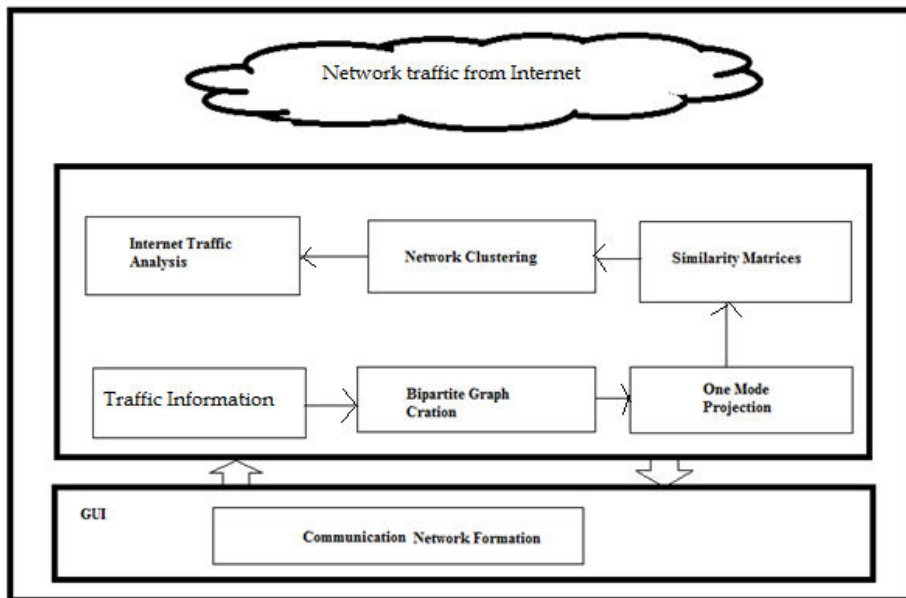 Network traffic from Internet
Internet Traffic
Analysis
Network Clustering
Similarity Matrices
Traffic Information
Bipartite Graph
Cration
One Mode
Projection
GUI
Communication Network Formation